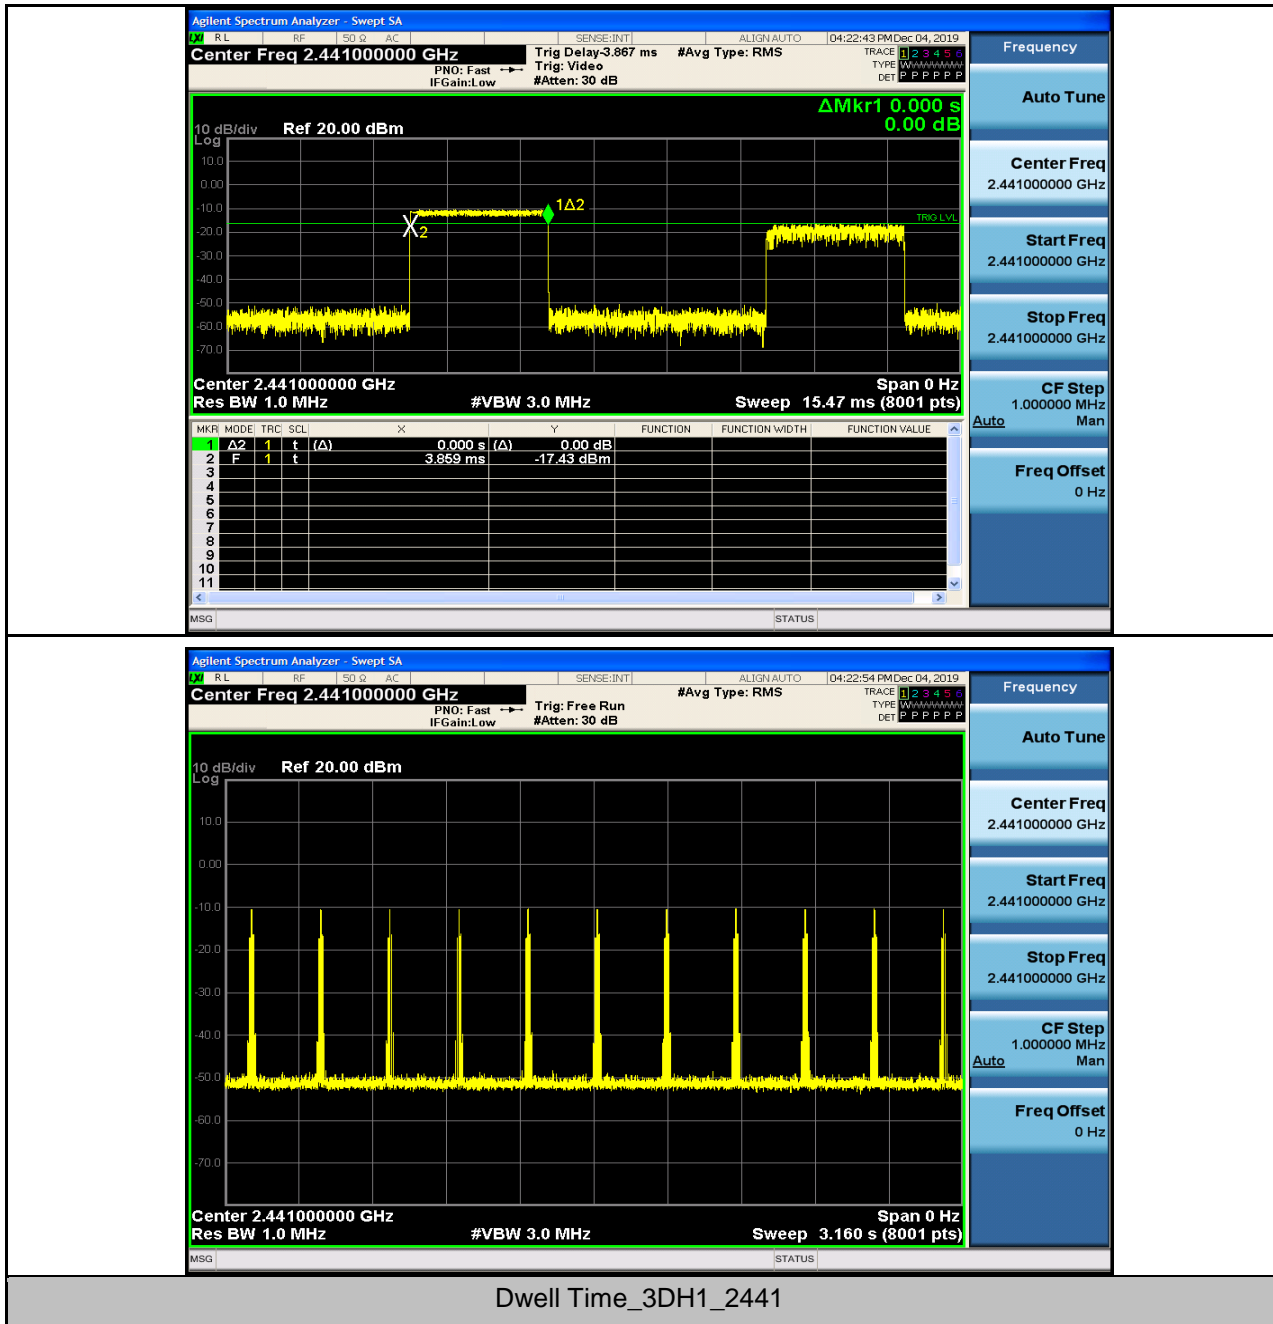 Agilent Spectrum Analyzer - Swept SA
LXI RL RF 50 Ω AC SENSE:INT ALIGN AUTO 04:22:43 PM Dec 04, 2019
Center Freq 2.441000000 GHz
PNO: Fast
IFGain:Low
Trig Delay-3.867 ms
Trig: Video
#Atten: 30 dB
#Avg Type: RMS
TRACE 1 2 3 4 5 6
TYPE WWWWWW
DET P P P P P P
ΔMkr1 0.000 s
0.00 dB
10 dB/div
Log
Ref 20.00 dBm
10.0
0.00
-10.0
-20.0
-30.0
-40.0
-50.0
-60.0
-70.0
1Δ2
X2
TRIG LVL
Center 2.441000000 GHz
Span 0 Hz
Res BW 1.0 MHz
#VBW 3.0 MHz
Sweep 15.47 ms (8001 pts)
MKR MODE TRC SCL X Y FUNCTION FUNCTION WIDTH FUNCTION VALUE
1 Δ2 1 t (Δ) 0.000 s (Δ) 0.00 dB
2 F 1 t 3.859 ms -17.43 dBm
3
4
5
6
7
8
9
10
11
MSG
STATUS
Frequency
Auto Tune
Center Freq
2.441000000 GHz
Start Freq
2.441000000 GHz
Stop Freq
2.441000000 GHz
CF Step
1.000000 MHz
Auto Man
Freq Offset
0 Hz
Agilent Spectrum Analyzer - Swept SA
LXI RL RF 50 Ω AC SENSE:INT ALIGN AUTO 04:22:54 PM Dec 04, 2019
Center Freq 2.441000000 GHz
PNO: Fast
IFGain:Low
Trig: Free Run
#Atten: 30 dB
#Avg Type: RMS
TRACE 1 2 3 4 5 6
TYPE WWWWWW
DET P P P P P P
10 dB/div
Log
Ref 20.00 dBm
10.0
0.00
-10.0
-20.0
-30.0
-40.0
-50.0
-60.0
-70.0
Center 2.441000000 GHz
Span 0 Hz
Res BW 1.0 MHz
#VBW 3.0 MHz
Sweep 3.160 s (8001 pts)
MSG
STATUS
Frequency
Auto Tune
Center Freq
2.441000000 GHz
Start Freq
2.441000000 GHz
Stop Freq
2.441000000 GHz
CF Step
1.000000 MHz
Auto Man
Freq Offset
0 Hz
Dwell Time_3DH1_2441